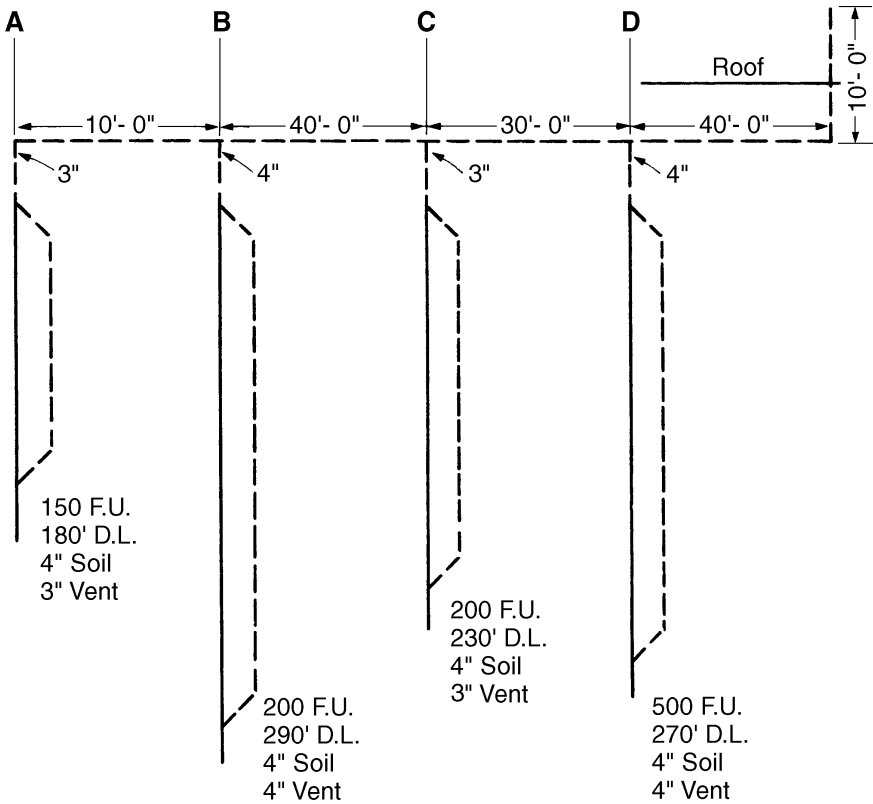 A
B
C
D
Roof
10'- 0"
10'- 0"
40'- 0"
30'- 0"
40'- 0"
3"
4"
3"
4"
150 F.U.
180' D.L.
4" Soil
3" Vent
200 F.U.
290' D.L.
4" Soil
4" Vent
200 F.U.
230' D.L.
4" Soil
3" Vent
500 F.U.
270' D.L.
4" Soil
4" Vent